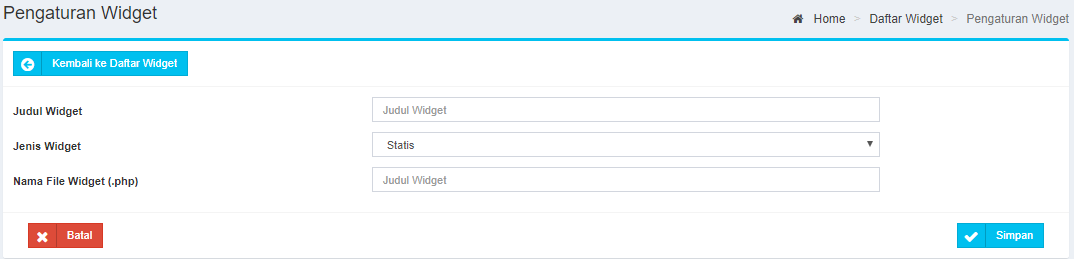 Pengaturan Widget
Home > Daftar Widget > Pengaturan Widget
Kembali ke Daftar Widget
Judul Widget
Judul Widget
Jenis Widget
Statis
Nama File Widget (.php)
Judul Widget
Batal
Simpan